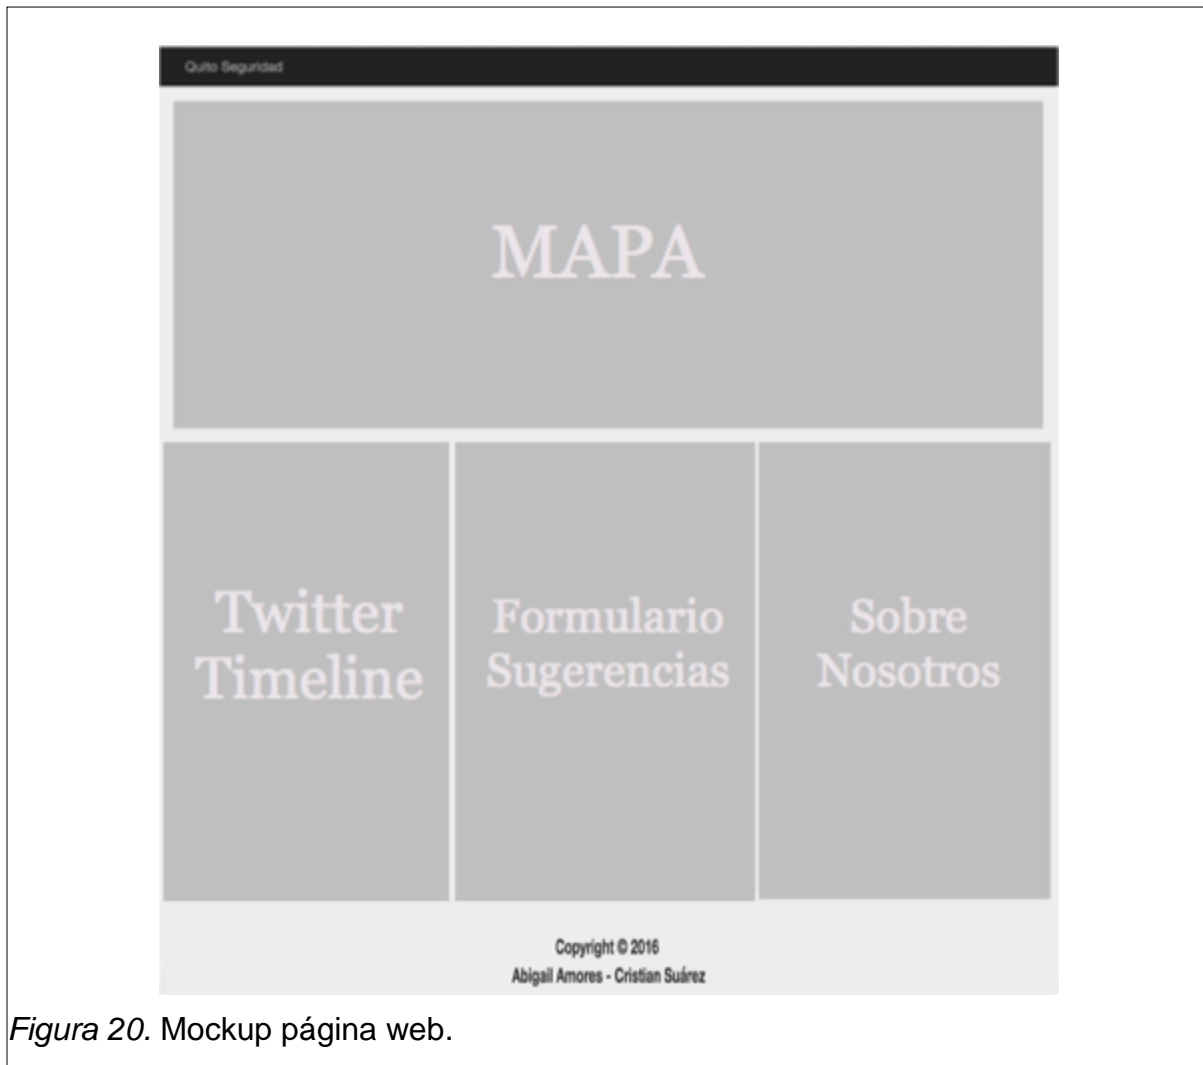 Quito Seguridad
MAPA
Twitter
Timeline
Formulario
Sugerencias
Sobre
Nosotros
Copyright © 2016
Abigail Amores - Cristian Suárez
Figura 20. Mockup página web.